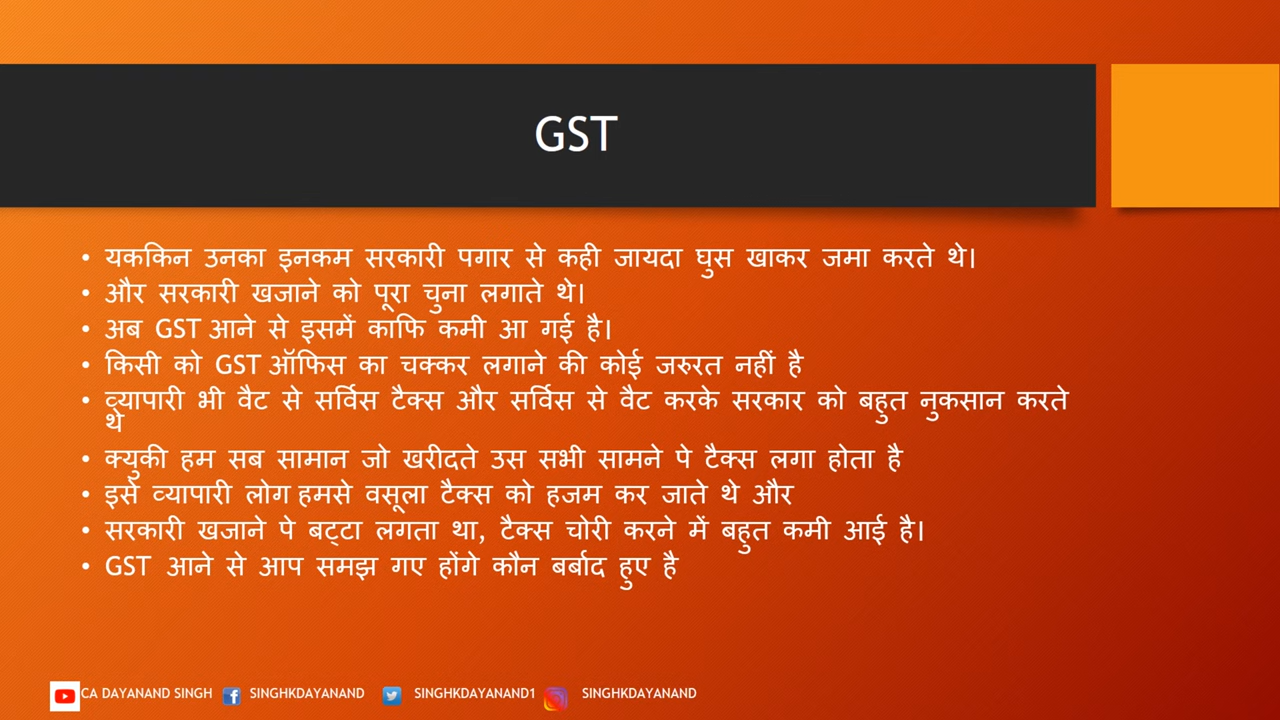 GST
• यककिन उनका इनकम सरकारी पगार से कही जायदा घुस खाकर जमा करते थे।
• और सरकारी खजाने को पूरा चुना लगाते थे।
• अब GST आने से इसमें काफि कमी आ गई है।
• किसी को GST ऑफिस का चक्कर लगाने की कोई जरुरत नहीं है
• व्यापारी भी वैट से सर्विस टैक्स और सर्विस से वैट करके सरकार को बहुत नुकसान करते
थे
• क्युकी हम सब सामान जो खरीदते उस सभी सामने पे टैक्स लगा होता है
• इसे व्यापारी लोग हमसे वसूला टैक्स को हजम कर जाते थे और
• सरकारी खजाने पे बट्टा लगता था, टैक्स चोरी करने में बहुत कमी आई है।
• GST आने से आप समझ गए होंगे कौन बर्बाद हुए है
CA DAYANAND SINGH SINGHKDAYANAND SINGHKDAYANAND1 SINGHKDAYANAND